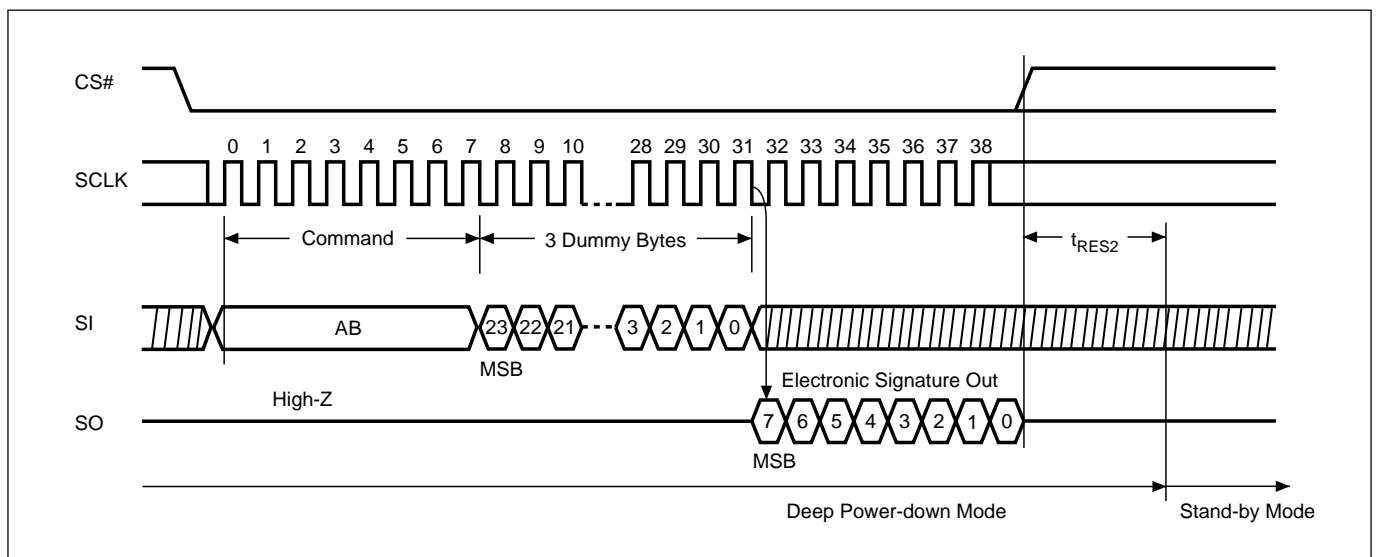 CS#
0 1 2 3 4 5 6 7 8 9 10 28 29 30 31 32 33 34 35 36 37 38
SCLK
Command
3 Dummy Bytes
tRES2
SI
AB
23 22 21 3 2 1 0
MSB
Electronic Signature Out
High-Z
SO
7 6 5 4 3 2 1 0
MSB
Deep Power-down Mode
Stand-by Mode